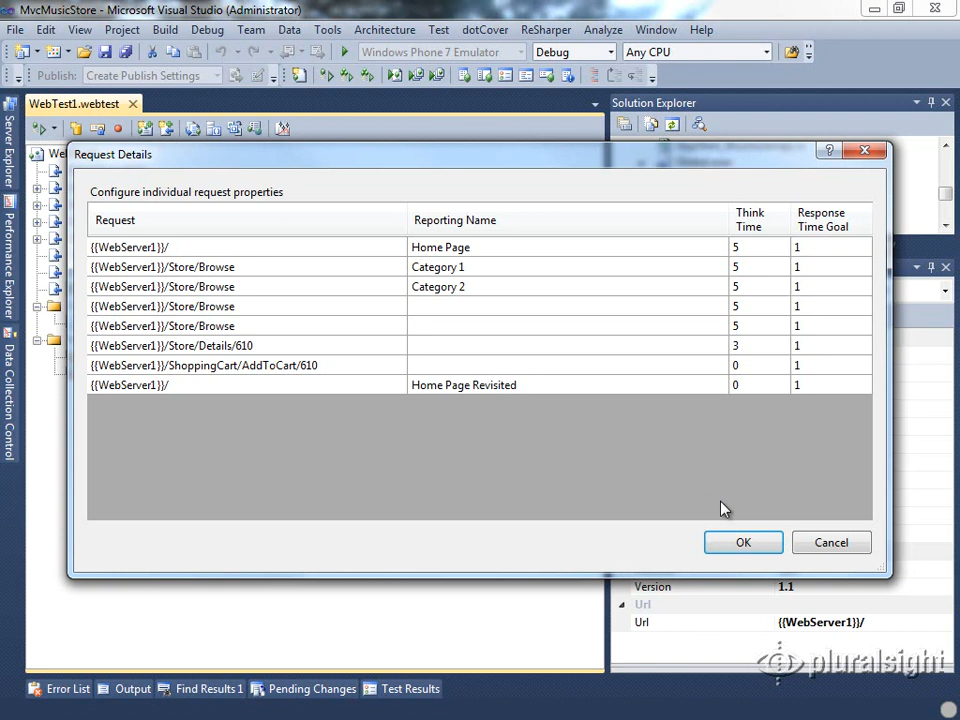 MvcMusicStore - Microsoft Visual Studio (Administrator)
File Edit View Project Build Debug Team Data Tools Architecture Test dotCover ReSharper Analyze Window Help
Windows Phone 7 Emulator Debug Any CPU
Publish: Create Publish Settings
WebTest1.webtest
Solution Explorer
Server Explorer
Performance Explorer
Data Collection Control
Request Details
Configure individual request properties
Request Reporting Name Think Time Response Time Goal
{{WebServer1}}/ Home Page 5 1
{{WebServer1}}/Store/Browse Category 1 5 1
{{WebServer1}}/Store/Browse Category 2 5 1
{{WebServer1}}/Store/Browse 5 1
{{WebServer1}}/Store/Browse 5 1
{{WebServer1}}/Store/Details/610 3 1
{{WebServer1}}/ShoppingCart/AddToCart/610 0 1
{{WebServer1}}/ Home Page Revisited 0 1
OK Cancel
Version 1.1
Url
Url {{WebServer1}}/
pluralsight
Error List Output Find Results 1 Pending Changes Test Results